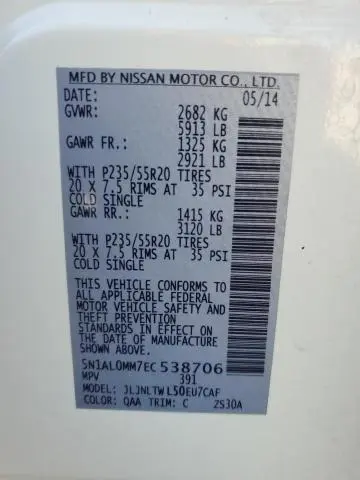 MFD BY NISSAN MOTOR CO., LTD.
DATE: 05/14
GVWR: 2682 KG
5913 LB
GAWR FR.: 1325 KG
2921 LB
WITH P235/55R20 TIRES
20 X 7.5 RIMS AT 35 PSI
COLD SINGLE
GAWR RR.: 1415 KG
3120 LB
WITH P235/55R20 TIRES
20 X 7.5 RIMS AT 35 PSI
COLD SINGLE
THIS VEHICLE CONFORMS TO
ALL APPLICABLE FEDERAL
MOTOR VEHICLE SAFETY AND
THEFT PREVENTION
STANDARDS IN EFFECT ON
THE DATE OF MANUFACTURE
SHOWN ABOVE.
5N1AL0MM7EC538706
MPV 391
MODEL: JLJNLTWL50EU7CAF
COLOR: QAA TRIM: C 2S30A